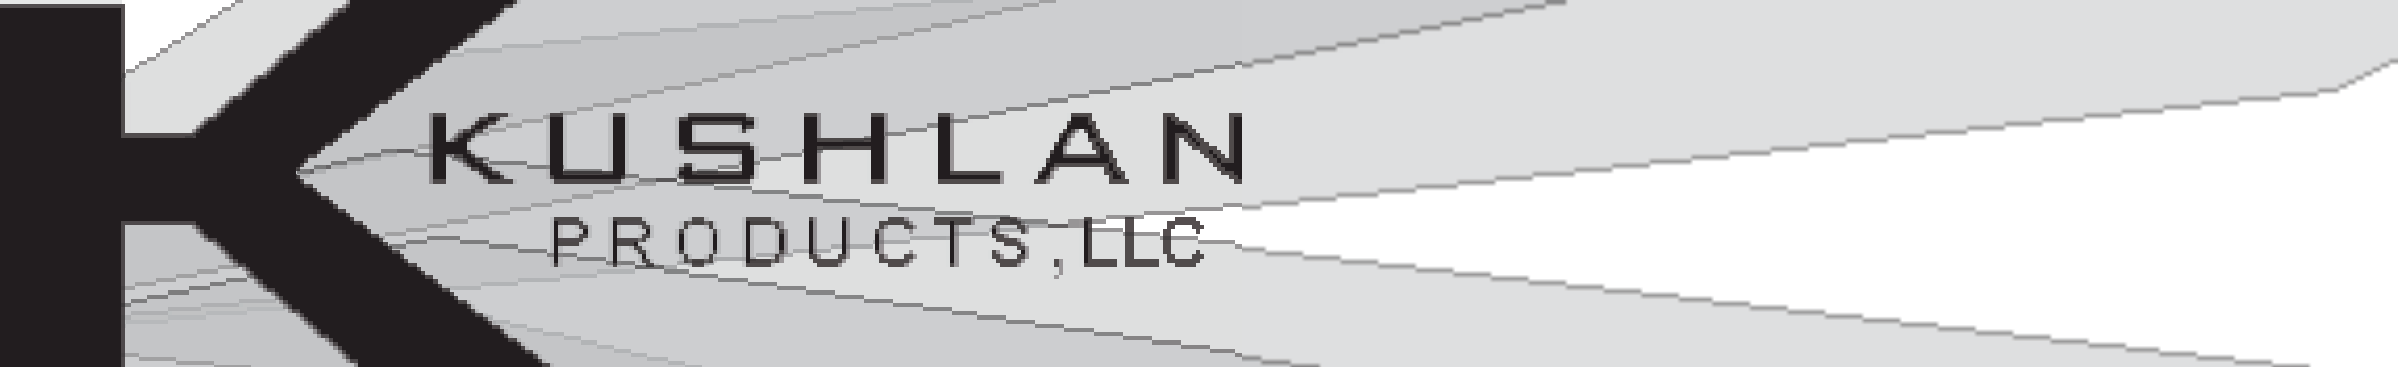 K
KUSHLAN
PRODUCTS, LLC